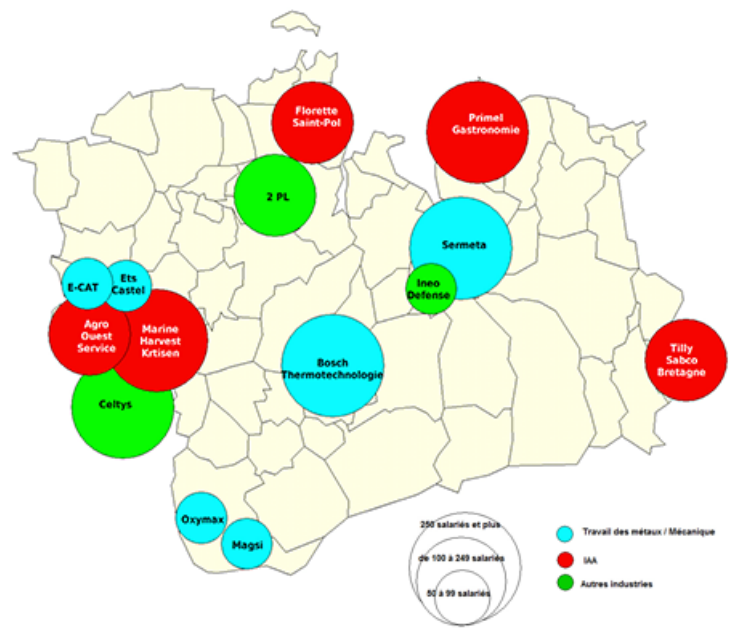 Florette
Saint-Pol
Primel
Gastronomie
2 PL
Sermeta
Ineo
Defense
E-CAT
Ets
Castel
Agro
Ouest
Service
Marine
Harvest
Krtisen
Bosch
Thermotechnologie
Tilly
Sabco
Bretagne
Celtys
Oxymax
Magsi
250 salariés et plus
de 100 à 249 salariés
50 à 99 salariés
Travail des métaux / Mécanique
IAA
Autres industries